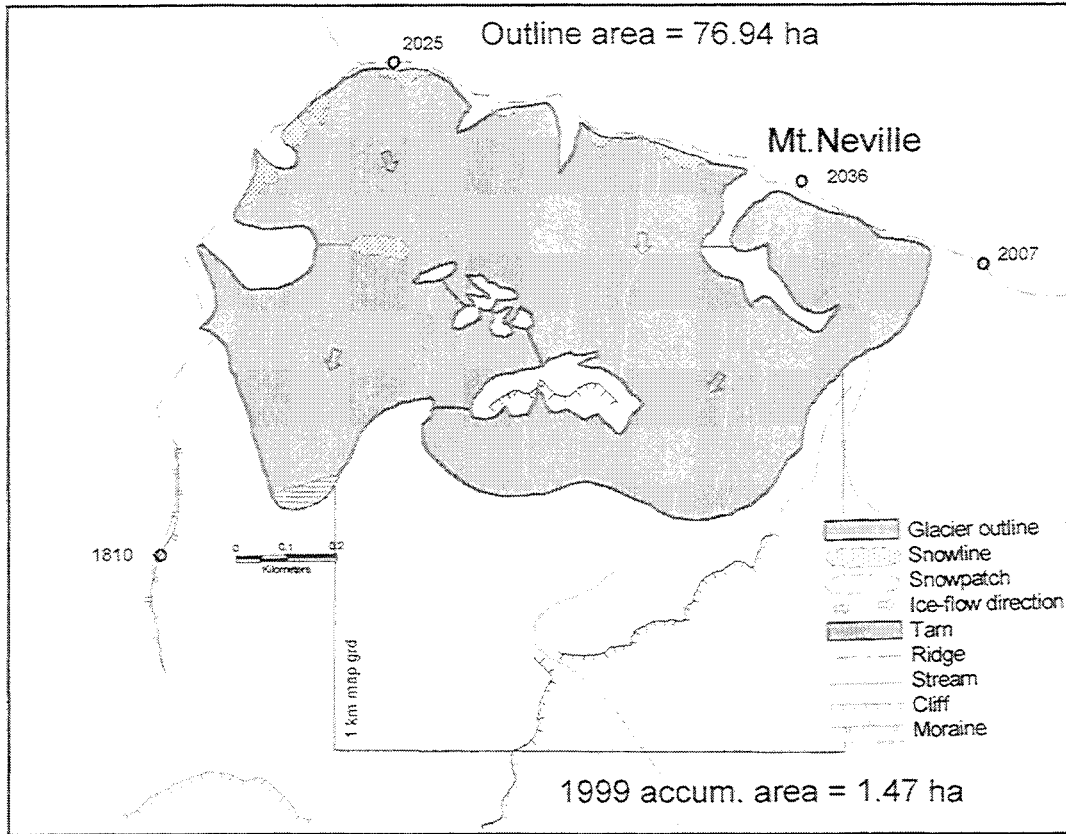 2025
Outline area = 76.94 ha
Mt.Neville
2036
2007
1810
0 0.1 0.2
Kilometers
1 km map grd
Glacier outline
Snowline
Snowpatch
Ice-flow direction
Tarn
Ridge
Stream
Cliff
Moraine
1999 accum. area = 1.47 ha